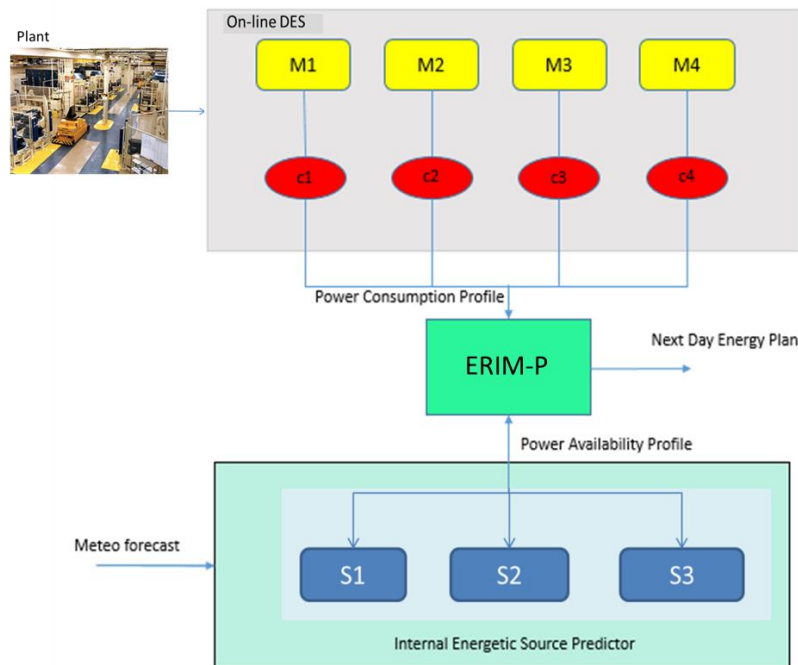 On-line DES
Plant
M1
M2
M3
M4
c1
c2
c3
c4
Power Consumption Profile
ERIM-P
Next Day Energy Plan
Power Availability Profile
Meteo forecast
S1
S2
S3
Internal Energetic Source Predictor